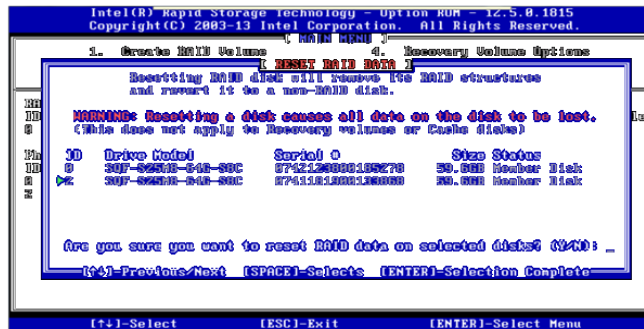 Intel(R) Rapid Storage Technology - Option ROM - 12.5.0.1815
Copyright(C) 2003-13 Intel Corporation. All Rights Reserved.
[ MAIN MENU ]
1. Create RAID Volume 4. Recovery Volume Options
[ RESET RAID DATA ]
Resetting RAID disk will remove its RAID structures
and revert it to a non-RAID disk.
WARNING: Resetting a disk causes all data on the disk to be lost.
(This does not apply to Recovery volumes or Cache disks)
ID Drive Model Serial # Size Status
0 SQF-S25M8-64G-S8C 59.6GB Member Disk
2 SQF-S25M8-64G-S8C 59.6GB Member Disk
Are you sure you want to reset RAID data on selected disks? (Y/N): _
[↑↓]-Previous/Next [SPACE]-Selects [ENTER]-Selection Complete
[↑↓]-Select [ESC]-Exit [ENTER]-Select Menu